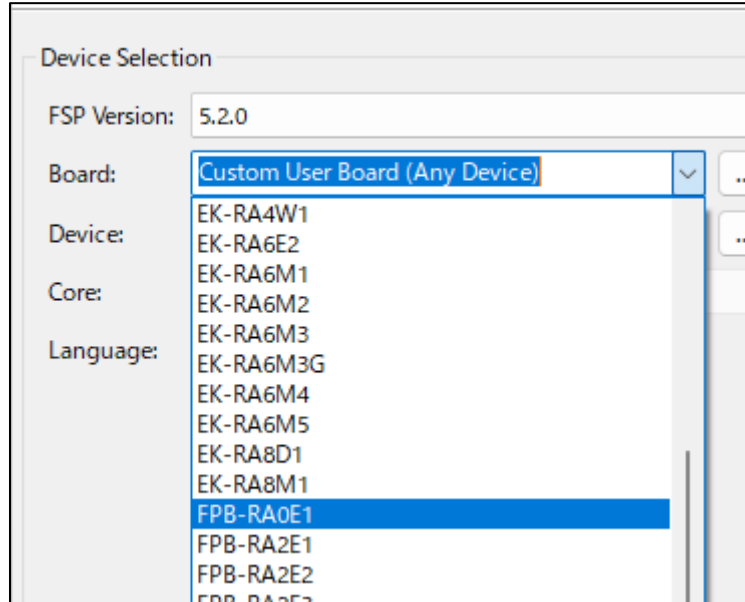 Device Selection
FSP Version: 5.2.0
Board: Custom User Board (Any Device) ..
EK-RA4W1
Device: ..
EK-RA6E2
EK-RA6M1
Core:
EK-RA6M2
EK-RA6M3
Language:
EK-RA6M3G
EK-RA6M4
EK-RA6M5
EK-RA8D1
EK-RA8M1
FPB-RA0E1
FPB-RA2E1
FPB-RA2E2